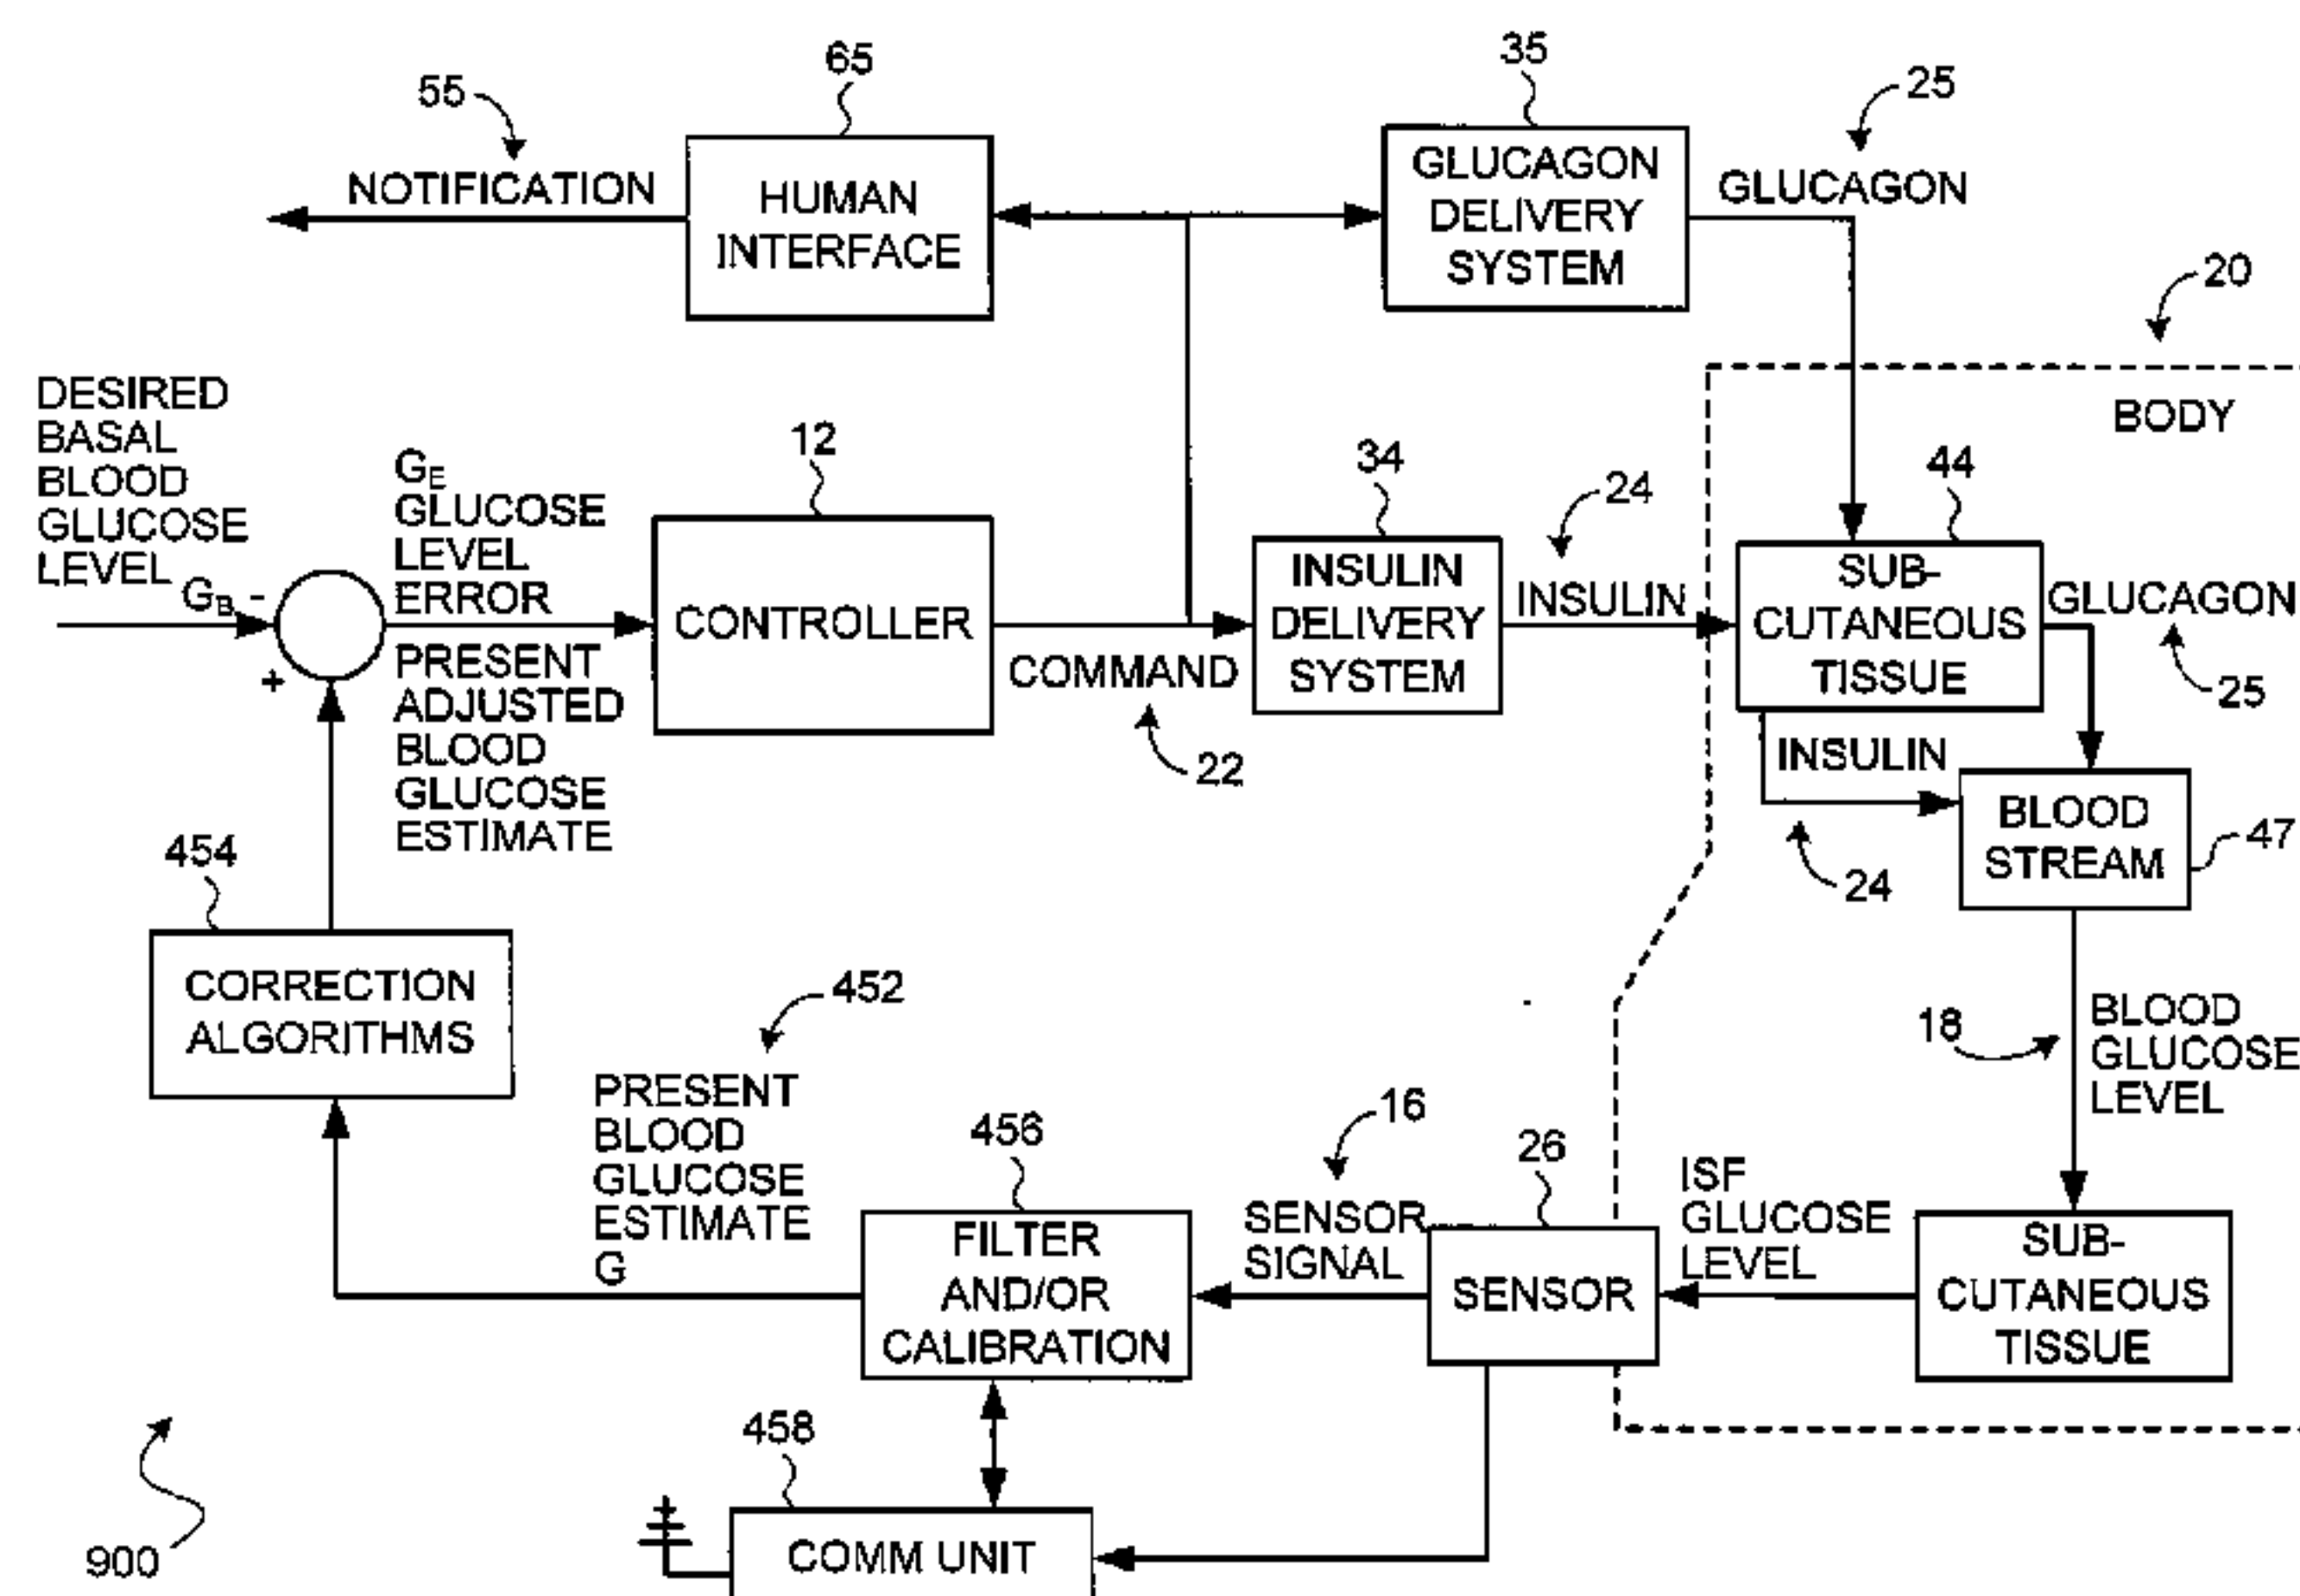 65
35
25
55
NOTIFICATION
HUMAN
INTERFACE
GLUCAGON
DELIVERY
SYSTEM
GLUCAGON
20
BODY
DESIRED
BASAL
BLOOD
GLUCOSE
LEVEL
GB -
+
GE
GLUCOSE
LEVEL
ERROR
PRESENT
ADJUSTED
BLOOD
GLUCOSE
ESTIMATE
12
CONTROLLER
COMMAND
22
34
INSULIN
DELIVERY
SYSTEM
24
INSULIN
44
SUB-
CUTANEOUS
TISSUE
GLUCAGON
25
INSULIN
24
BLOOD
STREAM
47
454
CORRECTION
ALGORITHMS
452
PRESENT
BLOOD
GLUCOSE
ESTIMATE
G
456
FILTER
AND/OR
CALIBRATION
16
SENSOR
SIGNAL
26
SENSOR
ISF
GLUCOSE
LEVEL
18
BLOOD
GLUCOSE
LEVEL
SUB-
CUTANEOUS
TISSUE
458
COMM UNIT
900